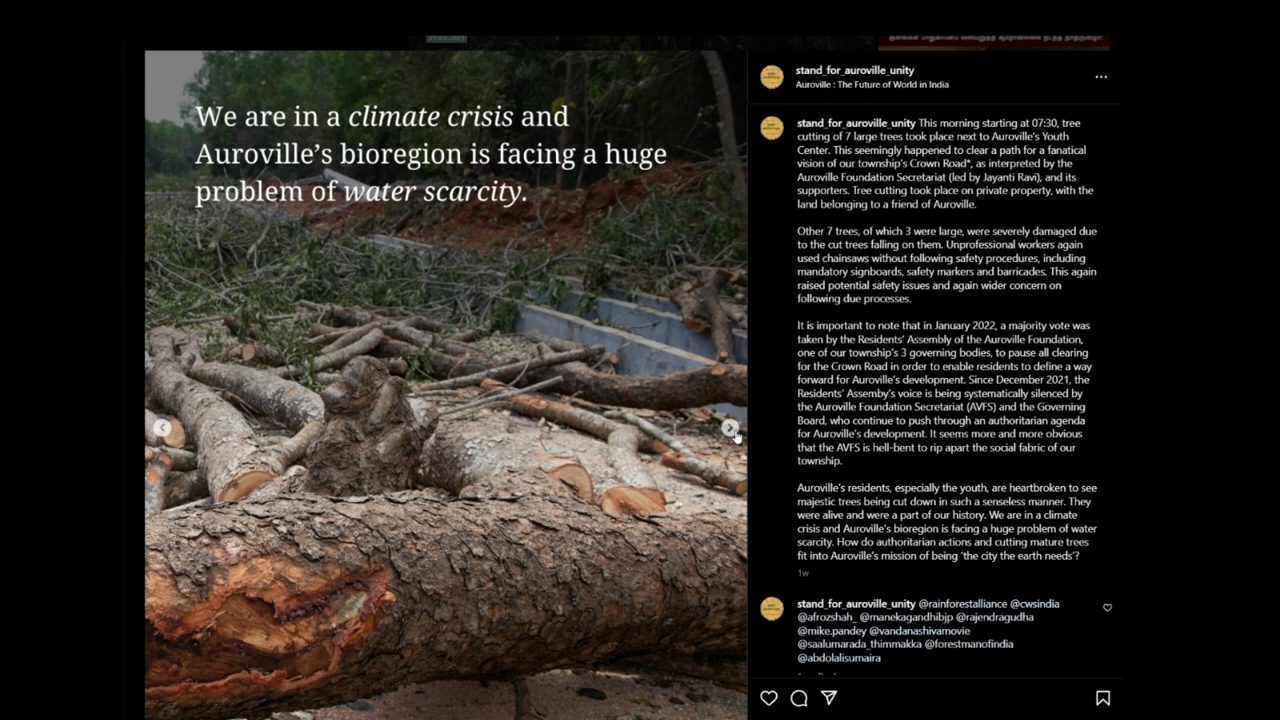 We are in a climate crisis and
Auroville’s bioregion is facing a huge
problem of water scarcity.
stand_for_auroville_unity
Auroville : The Future of World in India
stand_for_auroville_unity This morning starting at 07:30, tree
cutting of 7 large trees took place next to Auroville's Youth
Center. This seemingly happened to clear a path for a fanatical
vision of our township's Crown Road*, as interpreted by the
Auroville Foundation Secretariat (led by Jayanti Ravi), and its
supporters. Tree cutting took place on private property, with the
land belonging to a friend of Auroville.
Other 7 trees, of which 3 were large, were severely damaged due
to the cut trees falling on them. Unprofessional workers again
used chainsaws without following safety procedures, including
mandatory signboards, safety markers and barricades. This again
raised potential safety issues and again wider concern on
following due processes.
It is important to note that in January 2022, a majority vote was
taken by the Residents' Assembly of the Auroville Foundation,
one of our township's 3 governing bodies, to pause all clearing
for the Crown Road in order to enable residents to define a way
forward for Auroville's development. Since December 2021, the
Residents' Assemby's voice is being systematically silenced by
the Auroville Foundation Secretariat (AVFS) and the Governing
Board, who continue to push through an authoritarian agenda
for Auroville's development. It seems more and more obvious
that the AVFS is hell-bent to rip apart the social fabric of our
township.
Auroville's residents, especially the youth, are heartbroken to see
majestic trees being cut down in such a senseless manner. They
were alive and were a part of our history. We are in a climate
crisis and Auroville's bioregion is facing a huge problem of water
scarcity. How do authoritarian actions and cutting mature trees
fit into Auroville's mission of being 'the city the earth needs'?
1w
stand_for_auroville_unity @rainforestalliance @cwsindia
@afrozshah_ @manekagandhibjp @rajendragudha
@mike.pandey @vandanashivamovie
@saalumarada_thimmakka @forestmanofindia
@abdolalisumaira